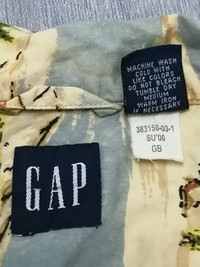 MACHINE WASH
COLD WITH
LIKE COLORS
DO NOT BLEACH
TUMBLE DRY
MEDIUM
WARM IRON
IF NECESSARY
383150-03-1
SU'00
GB
GAP